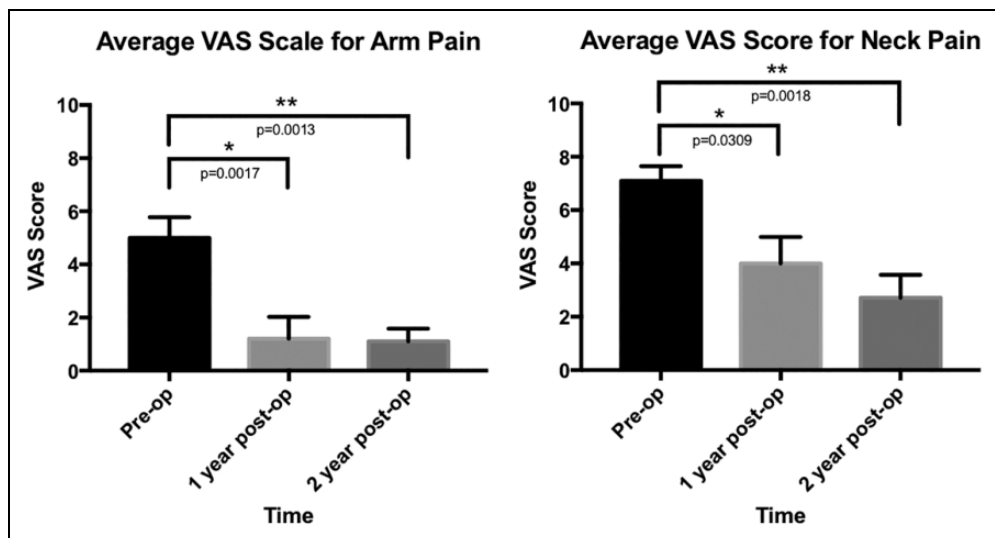 Average VAS Scale for Arm Pain
VAS Score
10
8
6
4
2
0
**
p=0.0013
*
p=0.0017
Pre-op
1 year post-op
2 year post-op
Time
Average VAS Score for Neck Pain
VAS Score
10
8
6
4
2
0
**
p=0.0018
*
p=0.0309
Pre-op
1 year post-op
2 year post-op
Time